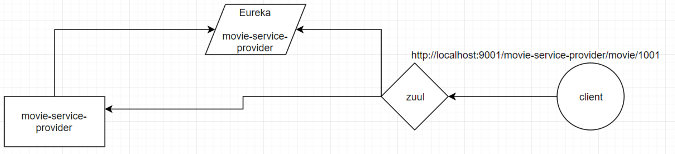 Eureka
movie-service-
provider
http://localhost:9001/movie-service-provider/movie/1001
movie-service-
provider
zuul
client